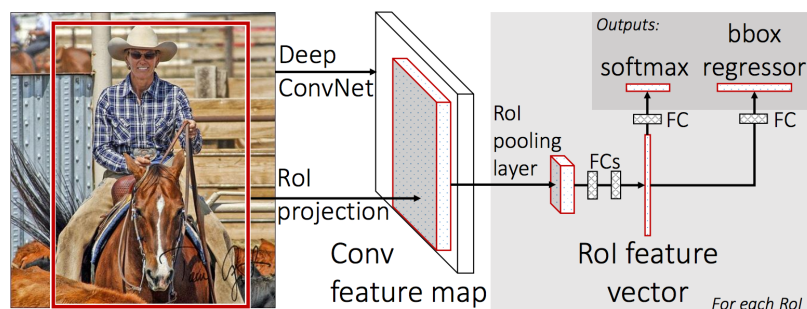 Outputs:
bbox
softmax regressor
Deep
ConvNet
FC
FC
RoI
pooling
layer
FCs
RoI
projection
Conv
feature map
RoI feature
vector
For each RoI